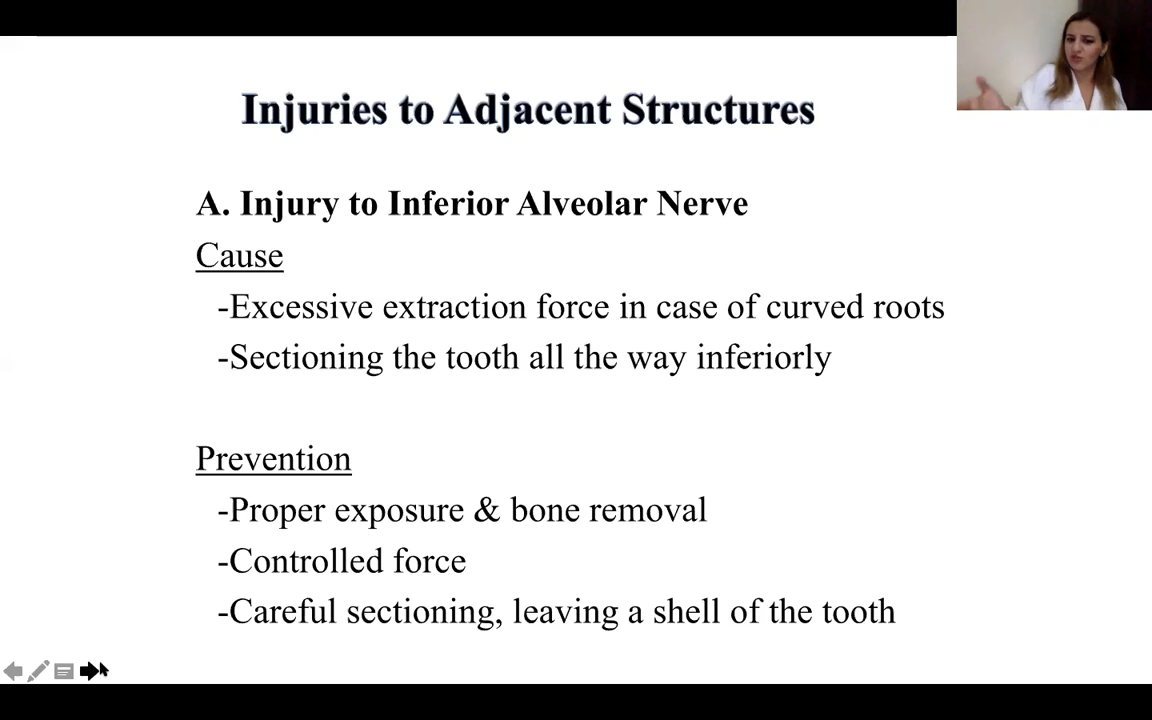 Injuries to Adjacent Structures
A. Injury to Inferior Alveolar Nerve
Cause
-Excessive extraction force in case of curved roots
-Sectioning the tooth all the way inferiorly
Prevention
-Proper exposure & bone removal
-Controlled force
-Careful sectioning, leaving a shell of the tooth